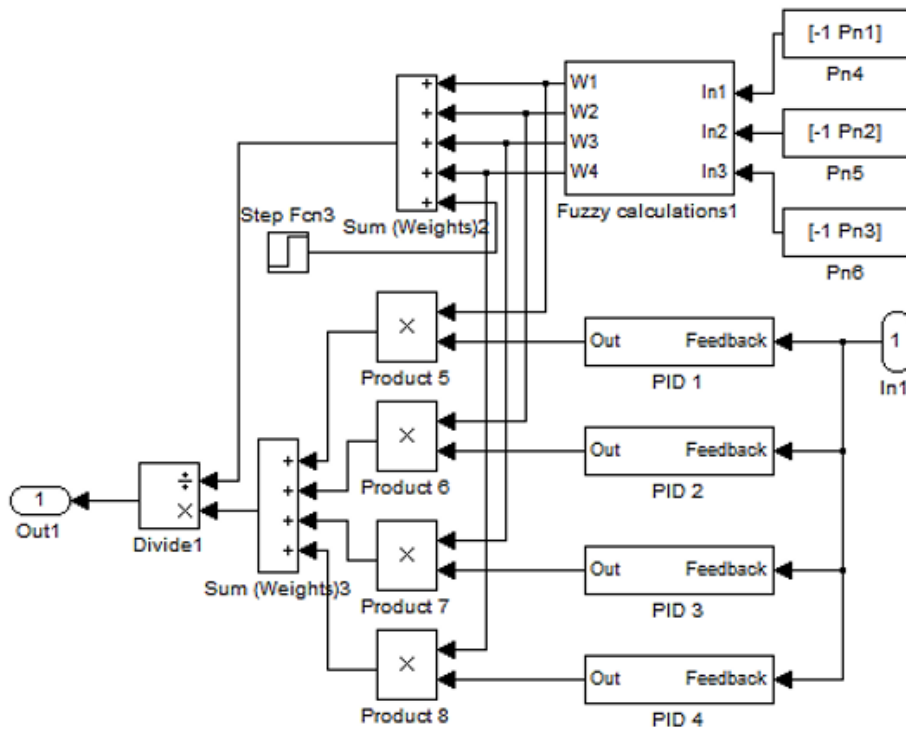 [-1 Pn1]
Pn4
W1
W2
W3
W4
In1
In2
In3
Fuzzy calculations1
[-1 Pn2]
Pn5
[-1 Pn3]
Pn6
+
+
+
+
+
Sum (Weights)2
Step Fcn3
×
Product 5
Out Feedback
PID 1
1
In1
×
Product 6
Out Feedback
PID 2
+
+
+
+
Sum (Weights)3
÷
×
Divide1
1
Out1
×
Product 7
Out Feedback
PID 3
×
Product 8
Out Feedback
PID 4